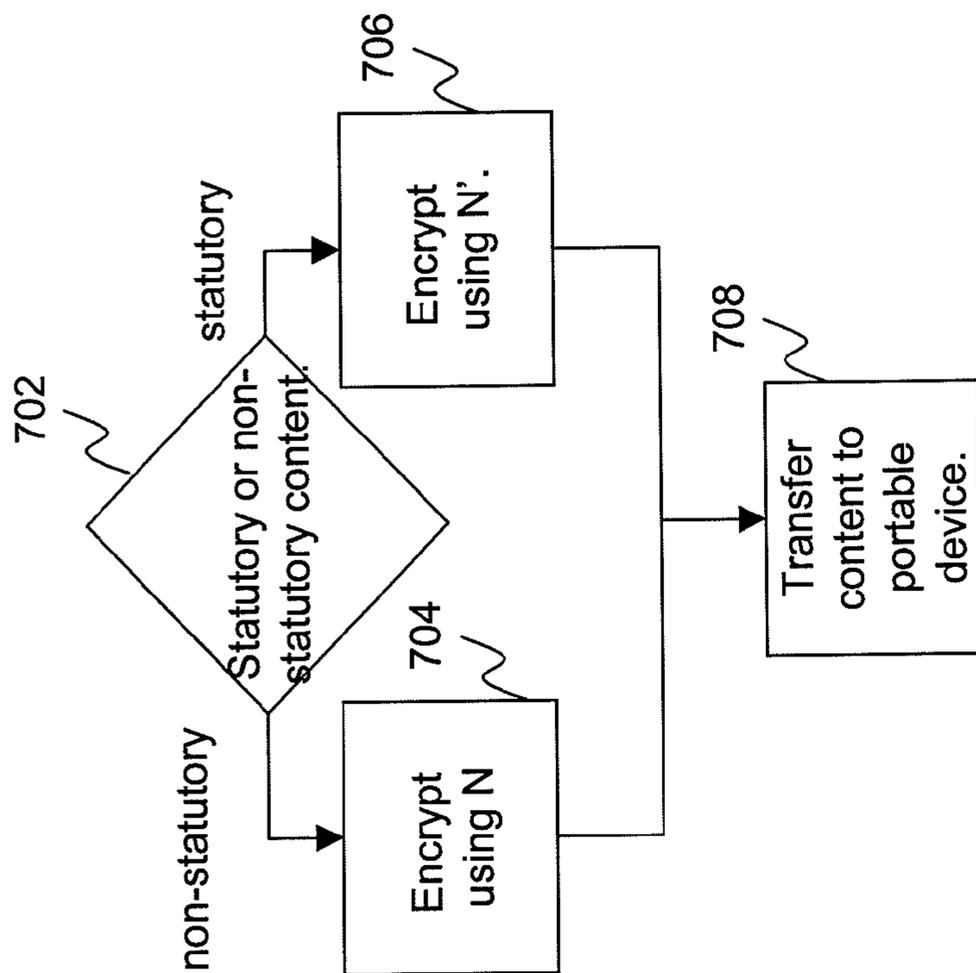 702
Statutory or non-
statutory content.
non-statutory
statutory
704
Encrypt
using N
706
Encrypt
using N'.
708
Transfer
content to
portable
device.